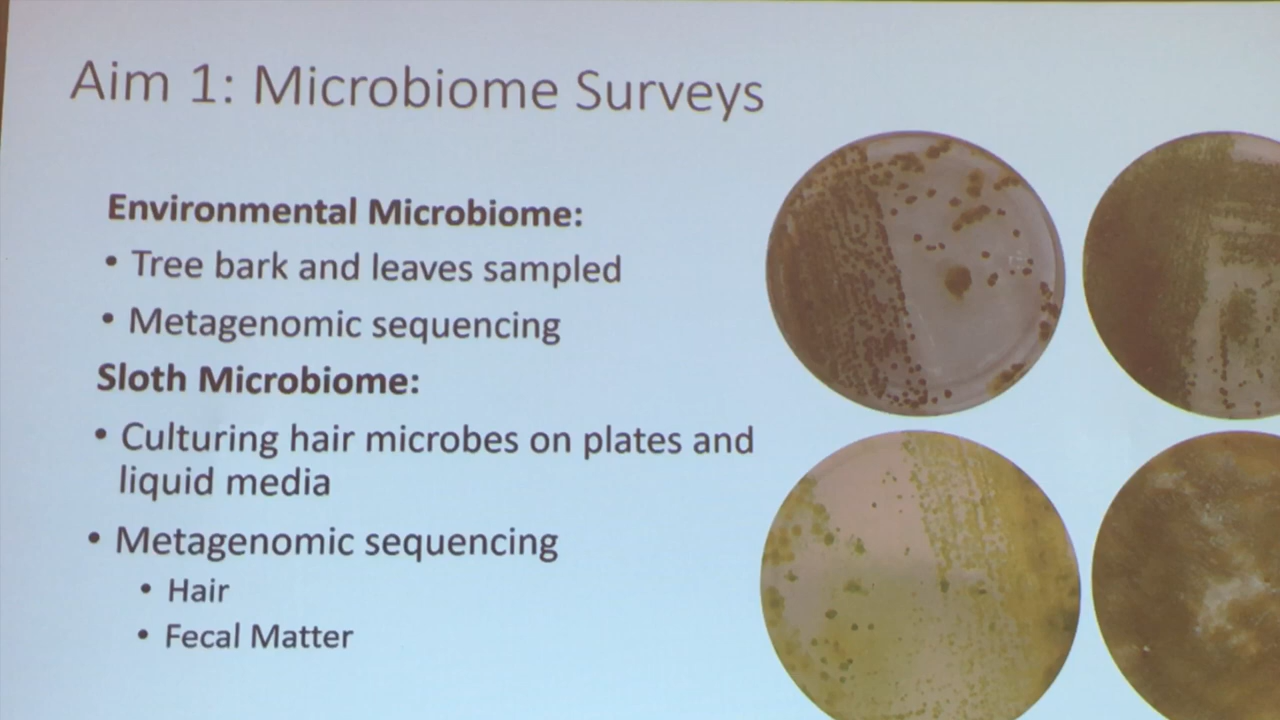 Aim 1: Microbiome Surveys
Environmental Microbiome:
• Tree bark and leaves sampled
• Metagenomic sequencing
Sloth Microbiome:
• Culturing hair microbes on plates and
liquid media
• Metagenomic sequencing
• Hair
• Fecal Matter